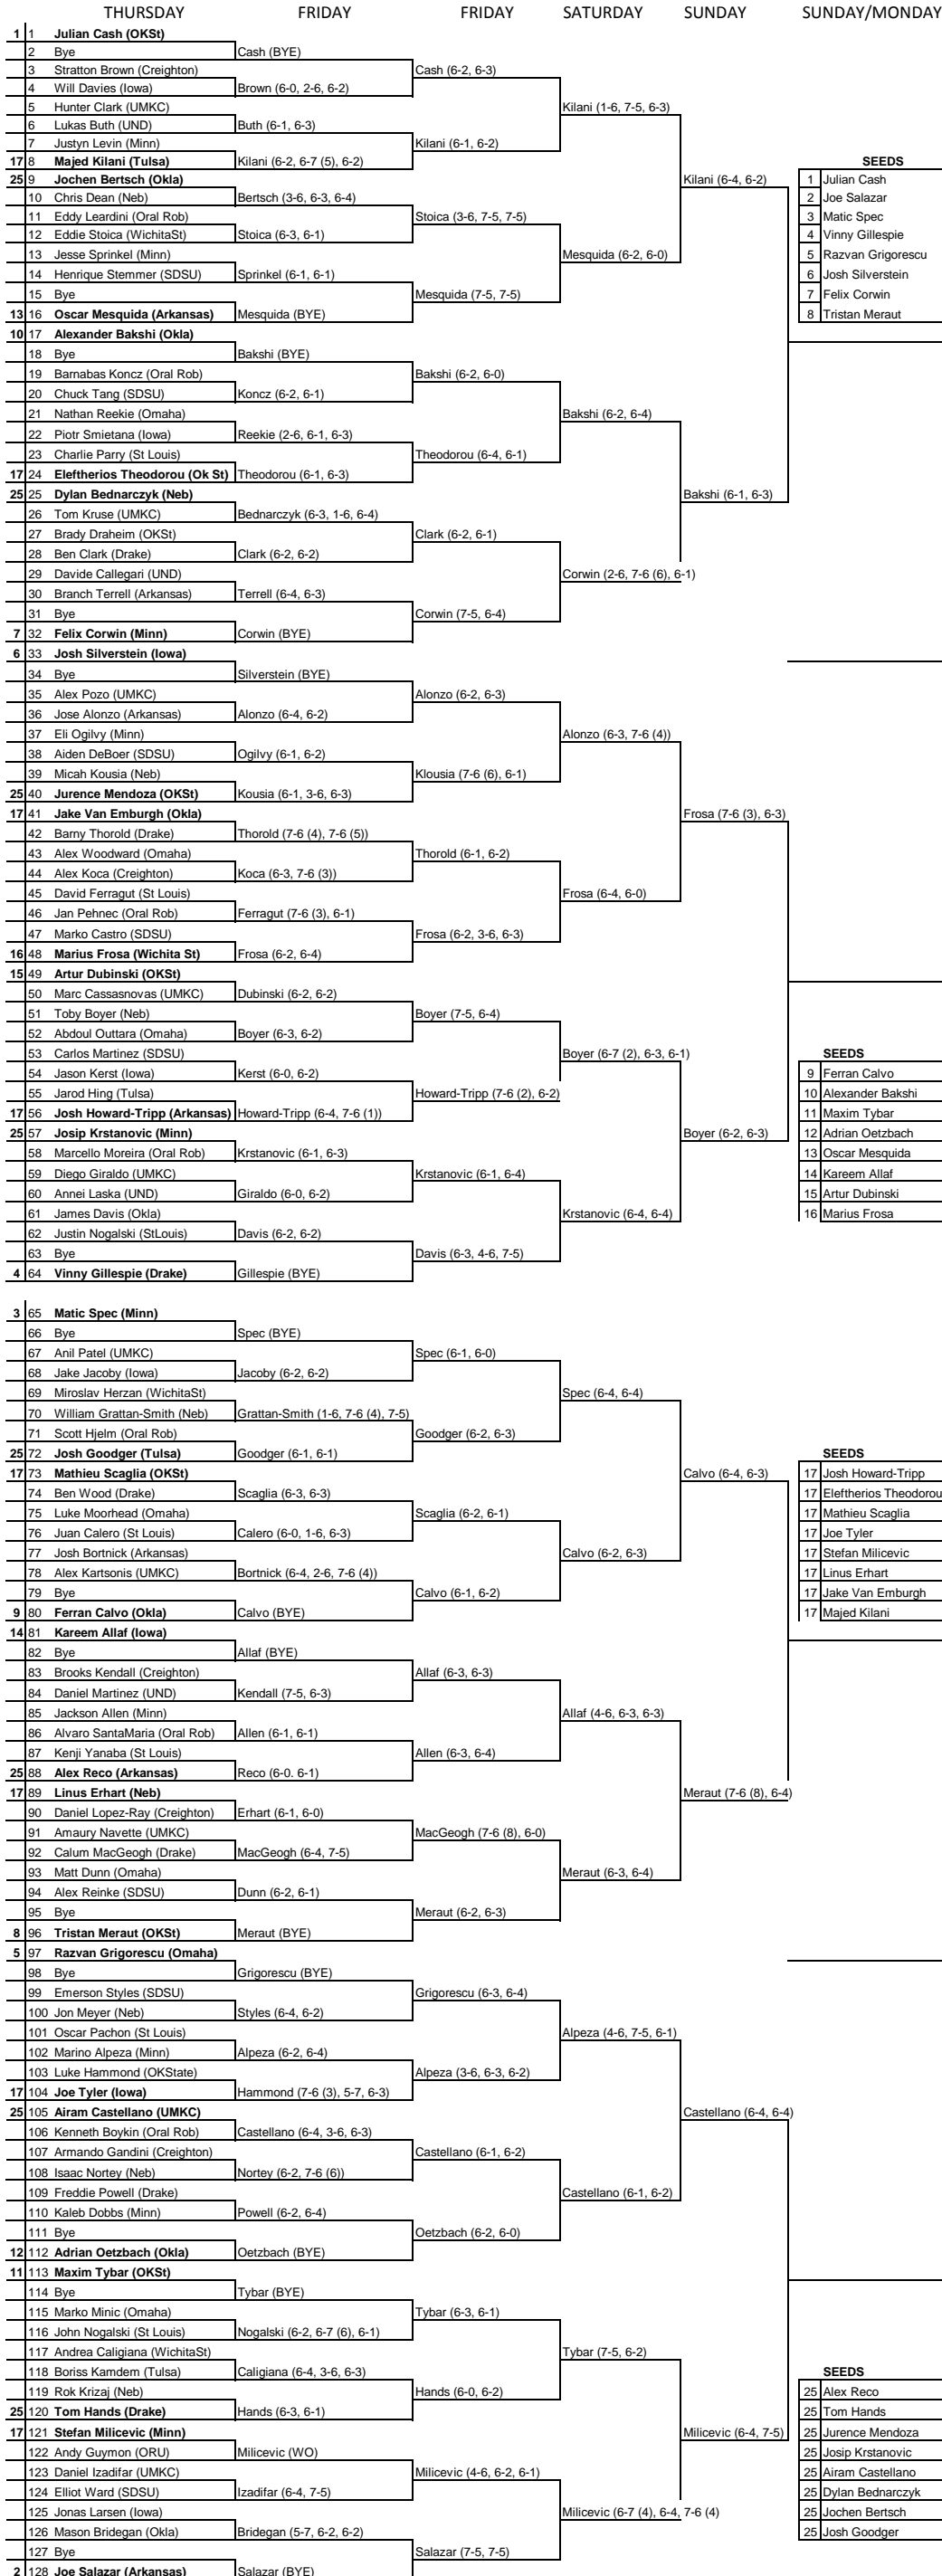 THURSDAY FRIDAY FRIDAY SATURDAY SUNDAY SUNDAY/MONDAY
1 1 Julian Cash (OKSt)
2 Bye Cash (BYE)
3 Stratton Brown (Creighton) Cash (6-2, 6-3)
4 Will Davies (Iowa) Brown (6-0, 2-6, 6-2)
5 Hunter Clark (UMKC) Kilani (1-6, 7-5, 6-3)
6 Lukas Buth (UND) Buth (6-1, 6-3)
7 Justyn Levin (Minn) Kilani (6-1, 6-2)
17 8 Majed Kilani (Tulsa) Kilani (6-2, 6-7 (5), 6-2) SEEDS
25 9 Jochen Bertsch (Okla) Kilani (6-4, 6-2) 1 Julian Cash
10 Chris Dean (Neb) Bertsch (3-6, 6-3, 6-4) 2 Joe Salazar
11 Eddy Leardini (Oral Rob) Stoica (3-6, 7-5, 7-5) 3 Matic Spec
12 Eddie Stoica (WichitaSt) Stoica (6-3, 6-1) 4 Vinny Gillespie
13 Jesse Sprinkel (Minn) Mesquida (6-2, 6-0) 5 Razvan Grigorescu
14 Henrique Stemmer (SDSU) Sprinkel (6-1, 6-1) 6 Josh Silverstein
15 Bye Mesquida (7-5, 7-5) 7 Felix Corwin
13 16 Oscar Mesquida (Arkansas) Mesquida (BYE) 8 Tristan Meraut
10 17 Alexander Bakshi (Okla)
18 Bye Bakshi (BYE)
19 Barnabas Koncz (Oral Rob) Bakshi (6-2, 6-0)
20 Chuck Tang (SDSU) Koncz (6-2, 6-1)
21 Nathan Reekie (Omaha) Bakshi (6-2, 6-4)
22 Piotr Smietana (Iowa) Reekie (2-6, 6-1, 6-3)
23 Charlie Parry (St Louis) Theodorou (6-4, 6-1)
17 24 Eleftherios Theodorou (Ok St) Theodorou (6-1, 6-3)
25 25 Dylan Bednarczyk (Neb) Bakshi (6-1, 6-3)
26 Tom Kruse (UMKC) Bednarczyk (6-3, 1-6, 6-4)
27 Brady Draheim (OKSt) Clark (6-2, 6-1)
28 Ben Clark (Drake) Clark (6-2, 6-2)
29 Davide Callegari (UND) Corwin (2-6, 7-6 (6), 6-1)
30 Branch Terrell (Arkansas) Terrell (6-4, 6-3)
31 Bye Corwin (7-5, 6-4)
7 32 Felix Corwin (Minn) Corwin (BYE)
6 33 Josh Silverstein (Iowa)
34 Bye Silverstein (BYE)
35 Alex Pozo (UMKC) Alonzo (6-2, 6-3)
36 Jose Alonzo (Arkansas) Alonzo (6-4, 6-2)
37 Eli Ogilvy (Minn) Alonzo (6-3, 7-6 (4))
38 Aiden DeBoer (SDSU) Ogilvy (6-1, 6-2)
39 Micah Kousia (Neb) Klousia (7-6 (6), 6-1)
25 40 Jurence Mendoza (OKSt) Kousia (6-1, 3-6, 6-3)
17 41 Jake Van Emburgh (Okla) Frosa (7-6 (3), 6-3)
42 Barny Thorold (Drake) Thorold (7-6 (4), 7-6 (5))
43 Alex Woodward (Omaha) Thorold (6-1, 6-2)
44 Alex Koca (Creighton) Koca (6-3, 7-6 (3))
45 David Ferragut (St Louis) Frosa (6-4, 6-0)
46 Jan Pehnec (Oral Rob) Ferragut (7-6 (3), 6-1)
47 Marko Castro (SDSU) Frosa (6-2, 3-6, 6-3)
16 48 Marius Frosa (Wichita St) Frosa (6-2, 6-4)
15 49 Artur Dubinski (OKSt)
50 Marc Cassasnovas (UMKC) Dubinski (6-2, 6-2)
51 Toby Boyer (Neb) Boyer (7-5, 6-4)
52 Abdoul Outtara (Omaha) Boyer (6-3, 6-2)
53 Carlos Martinez (SDSU) Boyer (6-7 (2), 6-3, 6-1) SEEDS
54 Jason Kerst (Iowa) Kerst (6-0, 6-2) 9 Ferran Calvo
55 Jarod Hing (Tulsa) Howard-Tripp (7-6 (2), 6-2) 10 Alexander Bakshi
17 56 Josh Howard-Tripp (Arkansas) Howard-Tripp (6-4, 7-6 (1)) 11 Maxim Tybar
25 57 Josip Krstanovic (Minn) Boyer (6-2, 6-3) 12 Adrian Oetzbach
58 Marcello Moreira (Oral Rob) Krstanovic (6-1, 6-3) 13 Oscar Mesquida
59 Diego Giraldo (UMKC) Krstanovic (6-1, 6-4) 14 Kareem Allaf
60 Annei Laska (UND) Giraldo (6-0, 6-2) 15 Artur Dubinski
61 James Davis (Okla) Krstanovic (6-4, 6-4) 16 Marius Frosa
62 Justin Nogalski (StLouis) Davis (6-2, 6-2)
63 Bye Davis (6-3, 4-6, 7-5)
4 64 Vinny Gillespie (Drake) Gillespie (BYE)
3 65 Matic Spec (Minn)
66 Bye Spec (BYE)
67 Anil Patel (UMKC) Spec (6-1, 6-0)
68 Jake Jacoby (Iowa) Jacoby (6-2, 6-2)
69 Miroslav Herzan (WichitaSt) Spec (6-4, 6-4)
70 William Grattan-Smith (Neb) Grattan-Smith (1-6, 7-6 (4), 7-5)
71 Scott Hjelm (Oral Rob) Goodger (6-2, 6-3)
25 72 Josh Goodger (Tulsa) Goodger (6-1, 6-1) SEEDS
17 73 Mathieu Scaglia (OKSt) Calvo (6-4, 6-3) 17 Josh Howard-Tripp
74 Ben Wood (Drake) Scaglia (6-3, 6-3) 17 Eleftherios Theodorou
75 Luke Moorhead (Omaha) Scaglia (6-2, 6-1) 17 Mathieu Scaglia
76 Juan Calero (St Louis) Calero (6-0, 1-6, 6-3) 17 Joe Tyler
77 Josh Bortnick (Arkansas) Calvo (6-2, 6-3) 17 Stefan Milicevic
78 Alex Kartsonis (UMKC) Bortnick (6-4, 2-6, 7-6 (4)) 17 Linus Erhart
79 Bye Calvo (6-1, 6-2) 17 Jake Van Emburgh
9 80 Ferran Calvo (Okla) Calvo (BYE) 17 Majed Kilani
14 81 Kareem Allaf (Iowa)
82 Bye Allaf (BYE)
83 Brooks Kendall (Creighton) Allaf (6-3, 6-3)
84 Daniel Martinez (UND) Kendall (7-5, 6-3)
85 Jackson Allen (Minn) Allaf (4-6, 6-3, 6-3)
86 Alvaro SantaMaria (Oral Rob) Allen (6-1, 6-1)
87 Kenji Yanaba (St Louis) Allen (6-3, 6-4)
25 88 Alex Reco (Arkansas) Reco (6-0. 6-1)
17 89 Linus Erhart (Neb) Meraut (7-6 (8), 6-4)
90 Daniel Lopez-Ray (Creighton) Erhart (6-1, 6-0)
91 Amaury Navette (UMKC) MacGeogh (7-6 (8), 6-0)
92 Calum MacGeogh (Drake) MacGeogh (6-4, 7-5)
93 Matt Dunn (Omaha) Meraut (6-3, 6-4)
94 Alex Reinke (SDSU) Dunn (6-2, 6-1)
95 Bye Meraut (6-2, 6-3)
8 96 Tristan Meraut (OKSt) Meraut (BYE)
5 97 Razvan Grigorescu (Omaha)
98 Bye Grigorescu (BYE)
99 Emerson Styles (SDSU) Grigorescu (6-3, 6-4)
100 Jon Meyer (Neb) Styles (6-4, 6-2)
101 Oscar Pachon (St Louis) Alpeza (4-6, 7-5, 6-1)
102 Marino Alpeza (Minn) Alpeza (6-2, 6-4)
103 Luke Hammond (OKState) Alpeza (3-6, 6-3, 6-2)
17 104 Joe Tyler (Iowa) Hammond (7-6 (3), 5-7, 6-3)
25 105 Airam Castellano (UMKC) Castellano (6-4, 6-4)
106 Kenneth Boykin (Oral Rob) Castellano (6-4, 3-6, 6-3)
107 Armando Gandini (Creighton) Castellano (6-1, 6-2)
108 Isaac Nortey (Neb) Nortey (6-2, 7-6 (6))
109 Freddie Powell (Drake) Castellano (6-1, 6-2)
110 Kaleb Dobbs (Minn) Powell (6-2, 6-4)
111 Bye Oetzbach (6-2, 6-0)
12 112 Adrian Oetzbach (Okla) Oetzbach (BYE)
11 113 Maxim Tybar (OKSt)
114 Bye Tybar (BYE)
115 Marko Minic (Omaha) Tybar (6-3, 6-1)
116 John Nogalski (St Louis) Nogalski (6-2, 6-7 (6), 6-1)
117 Andrea Caligiana (WichitaSt) Tybar (7-5, 6-2)
118 Boriss Kamdem (Tulsa) Caligiana (6-4, 3-6, 6-3) SEEDS
119 Rok Krizaj (Neb) Hands (6-0, 6-2) 25 Alex Reco
25 120 Tom Hands (Drake) Hands (6-3, 6-1) 25 Tom Hands
17 121 Stefan Milicevic (Minn) Milicevic (6-4, 7-5) 25 Jurence Mendoza
122 Andy Guymon (ORU) Milicevic (WO) 25 Josip Krstanovic
123 Daniel Izadifar (UMKC) Milicevic (4-6, 6-2, 6-1) 25 Airam Castellano
124 Elliot Ward (SDSU) Izadifar (6-4, 7-5) 25 Dylan Bednarczyk
125 Jonas Larsen (Iowa) Milicevic (6-7 (4), 6-4, 7-6 (4) 25 Jochen Bertsch
126 Mason Bridegan (Okla) Bridegan (5-7, 6-2, 6-2) 25 Josh Goodger
127 Bye Salazar (7-5, 7-5)
2 128 Joe Salazar (Arkansas) Salazar (BYE)